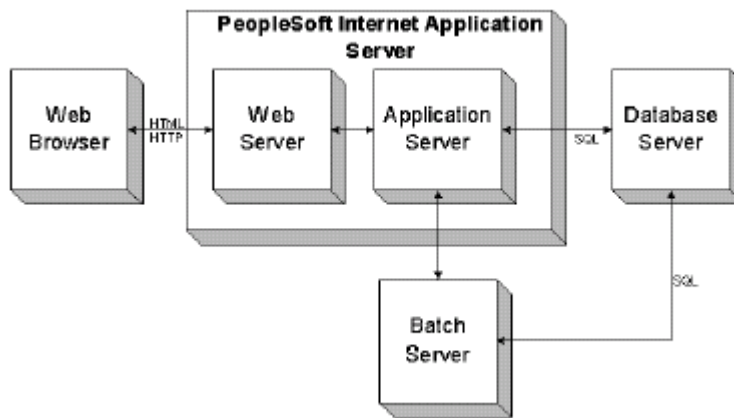 PeopleSoft Internet Application
Server
Web
Browser
HTML
HTTP
Web
Server
Application
Server
SQL
Database
Server
SQL
Batch
Server